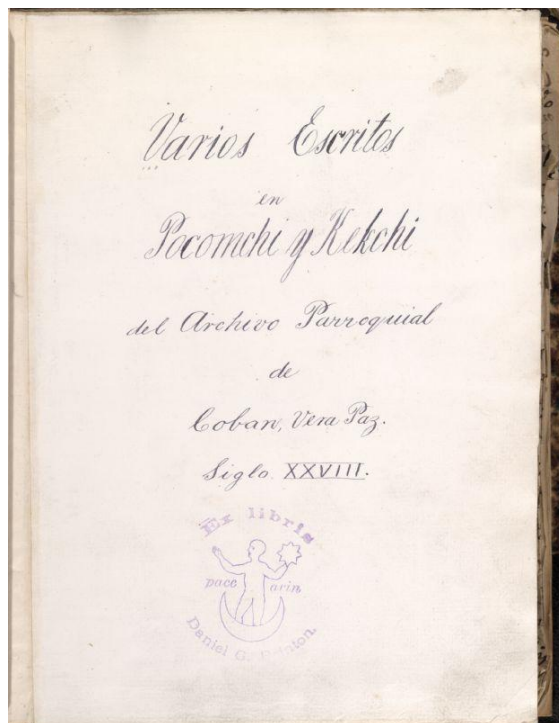 Varios Escritos
en
Pocomchi y Kekchi
del Archivo Parroquial
de
Coban, Vera Paz.
Siglo XXVIII.
Ex libris
pacc arin
Daniel G. Brinton.